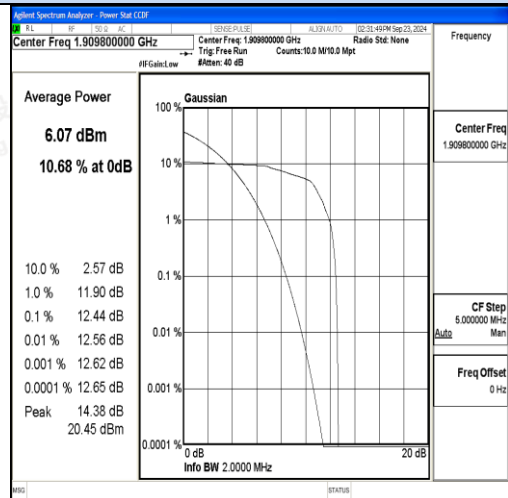 Agilent Spectrum Analyzer - Power Stat CCDF
RL RF 50 Ω AC SENSE:PULSE ALIGN AUTO 02:31:49 PM Sep 23, 2024
Center Freq 1.909800000 GHz
Center Freq: 1.909800000 GHz Radio Std: None
Trig: Free Run Counts:10.0 M/10.0 Mpt
#IFGain:Low #Atten: 40 dB
Frequency
Average Power
6.07 dBm
10.68 % at 0dB
10.0 % 2.57 dB
1.0 % 11.90 dB
0.1 % 12.44 dB
0.01 % 12.56 dB
0.001 % 12.62 dB
0.0001 % 12.65 dB
Peak 14.38 dB
20.45 dBm
Gaussian
100 %
10 %
1 %
0.1 %
0.01 %
0.001 %
0.0001 %
0 dB 20 dB
Info BW 2.0000 MHz
Center Freq
1.909800000 GHz
CF Step
5.000000 MHz
Auto Man
Freq Offset
0 Hz
MSG STATUS